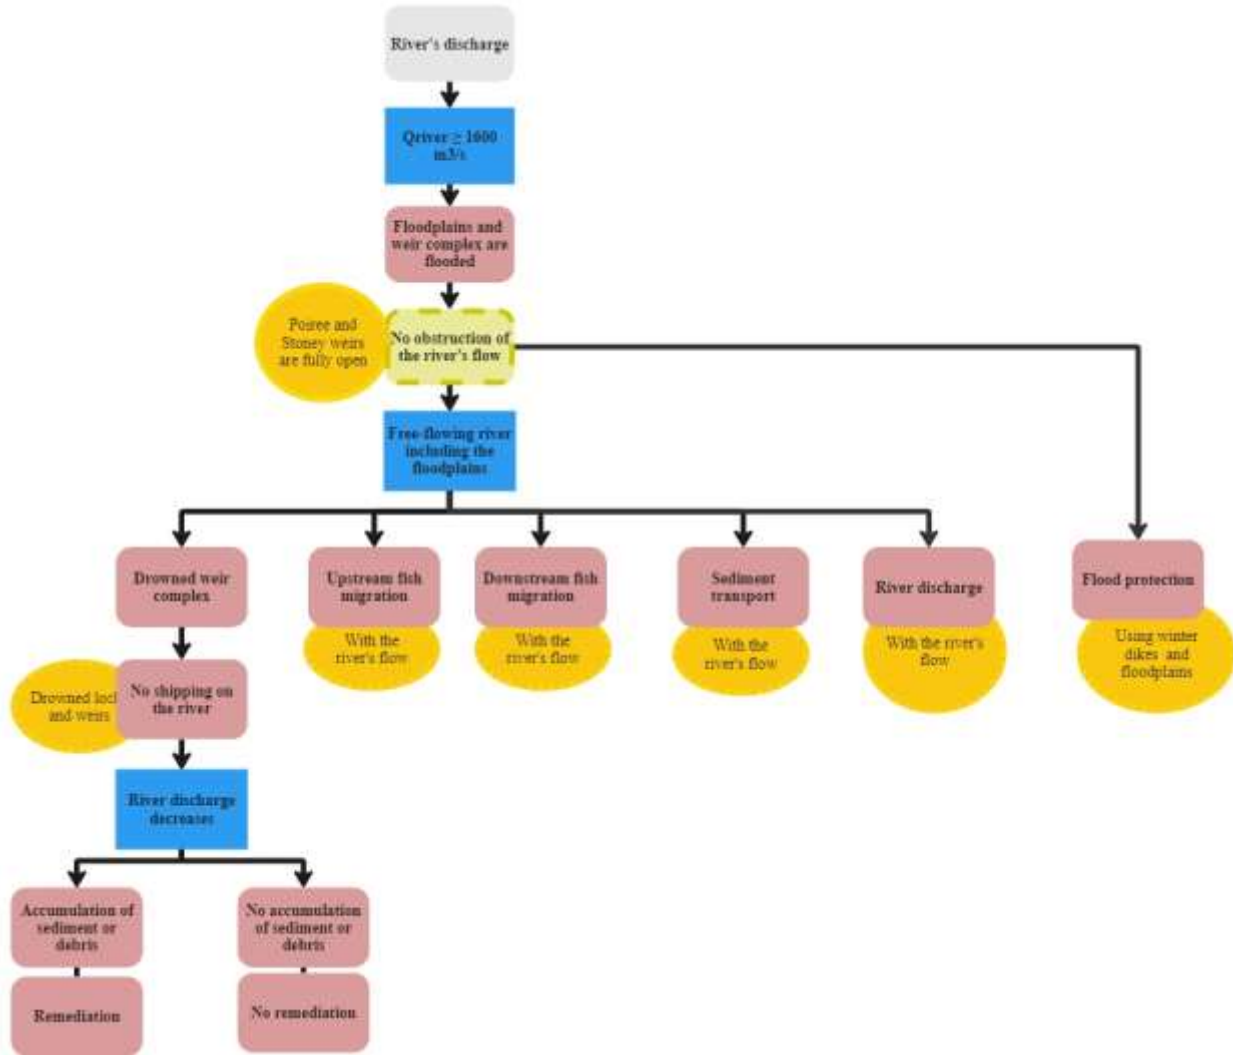 River's discharge
Qriver ≥ 1600
m3/s
Floodplains and
weir complex are
flooded
Poiree and
Stoney weirs
are fully open
No obstruction of
the river's flow
Free-flowing river
including the
floodplains
Drowned weir
complex
Upstream fish
migration
Downstream fish
migration
Sediment
transport
River discharge
Flood protection
With the
river's flow
With the
river's flow
With the
river's flow
With the river's
flow
Using winter
dikes and
floodplains
Drowned lock
and weirs
No shipping on
the river
River discharge
decreases
Accumulation of
sediment or
debris
No accumulation
of sediment or
debris
Remediation
No remediation